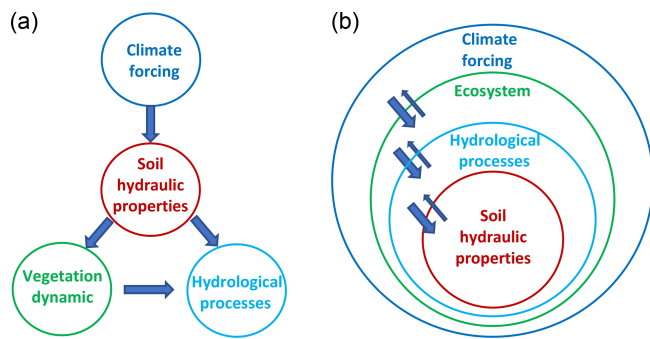 (a)
Climate
forcing
Soil
hydraulic
properties
Vegetation
dynamic
Hydrological
processes
(b)
Climate
forcing
Ecosystem
Hydrological
processes
Soil
hydraulic
properties